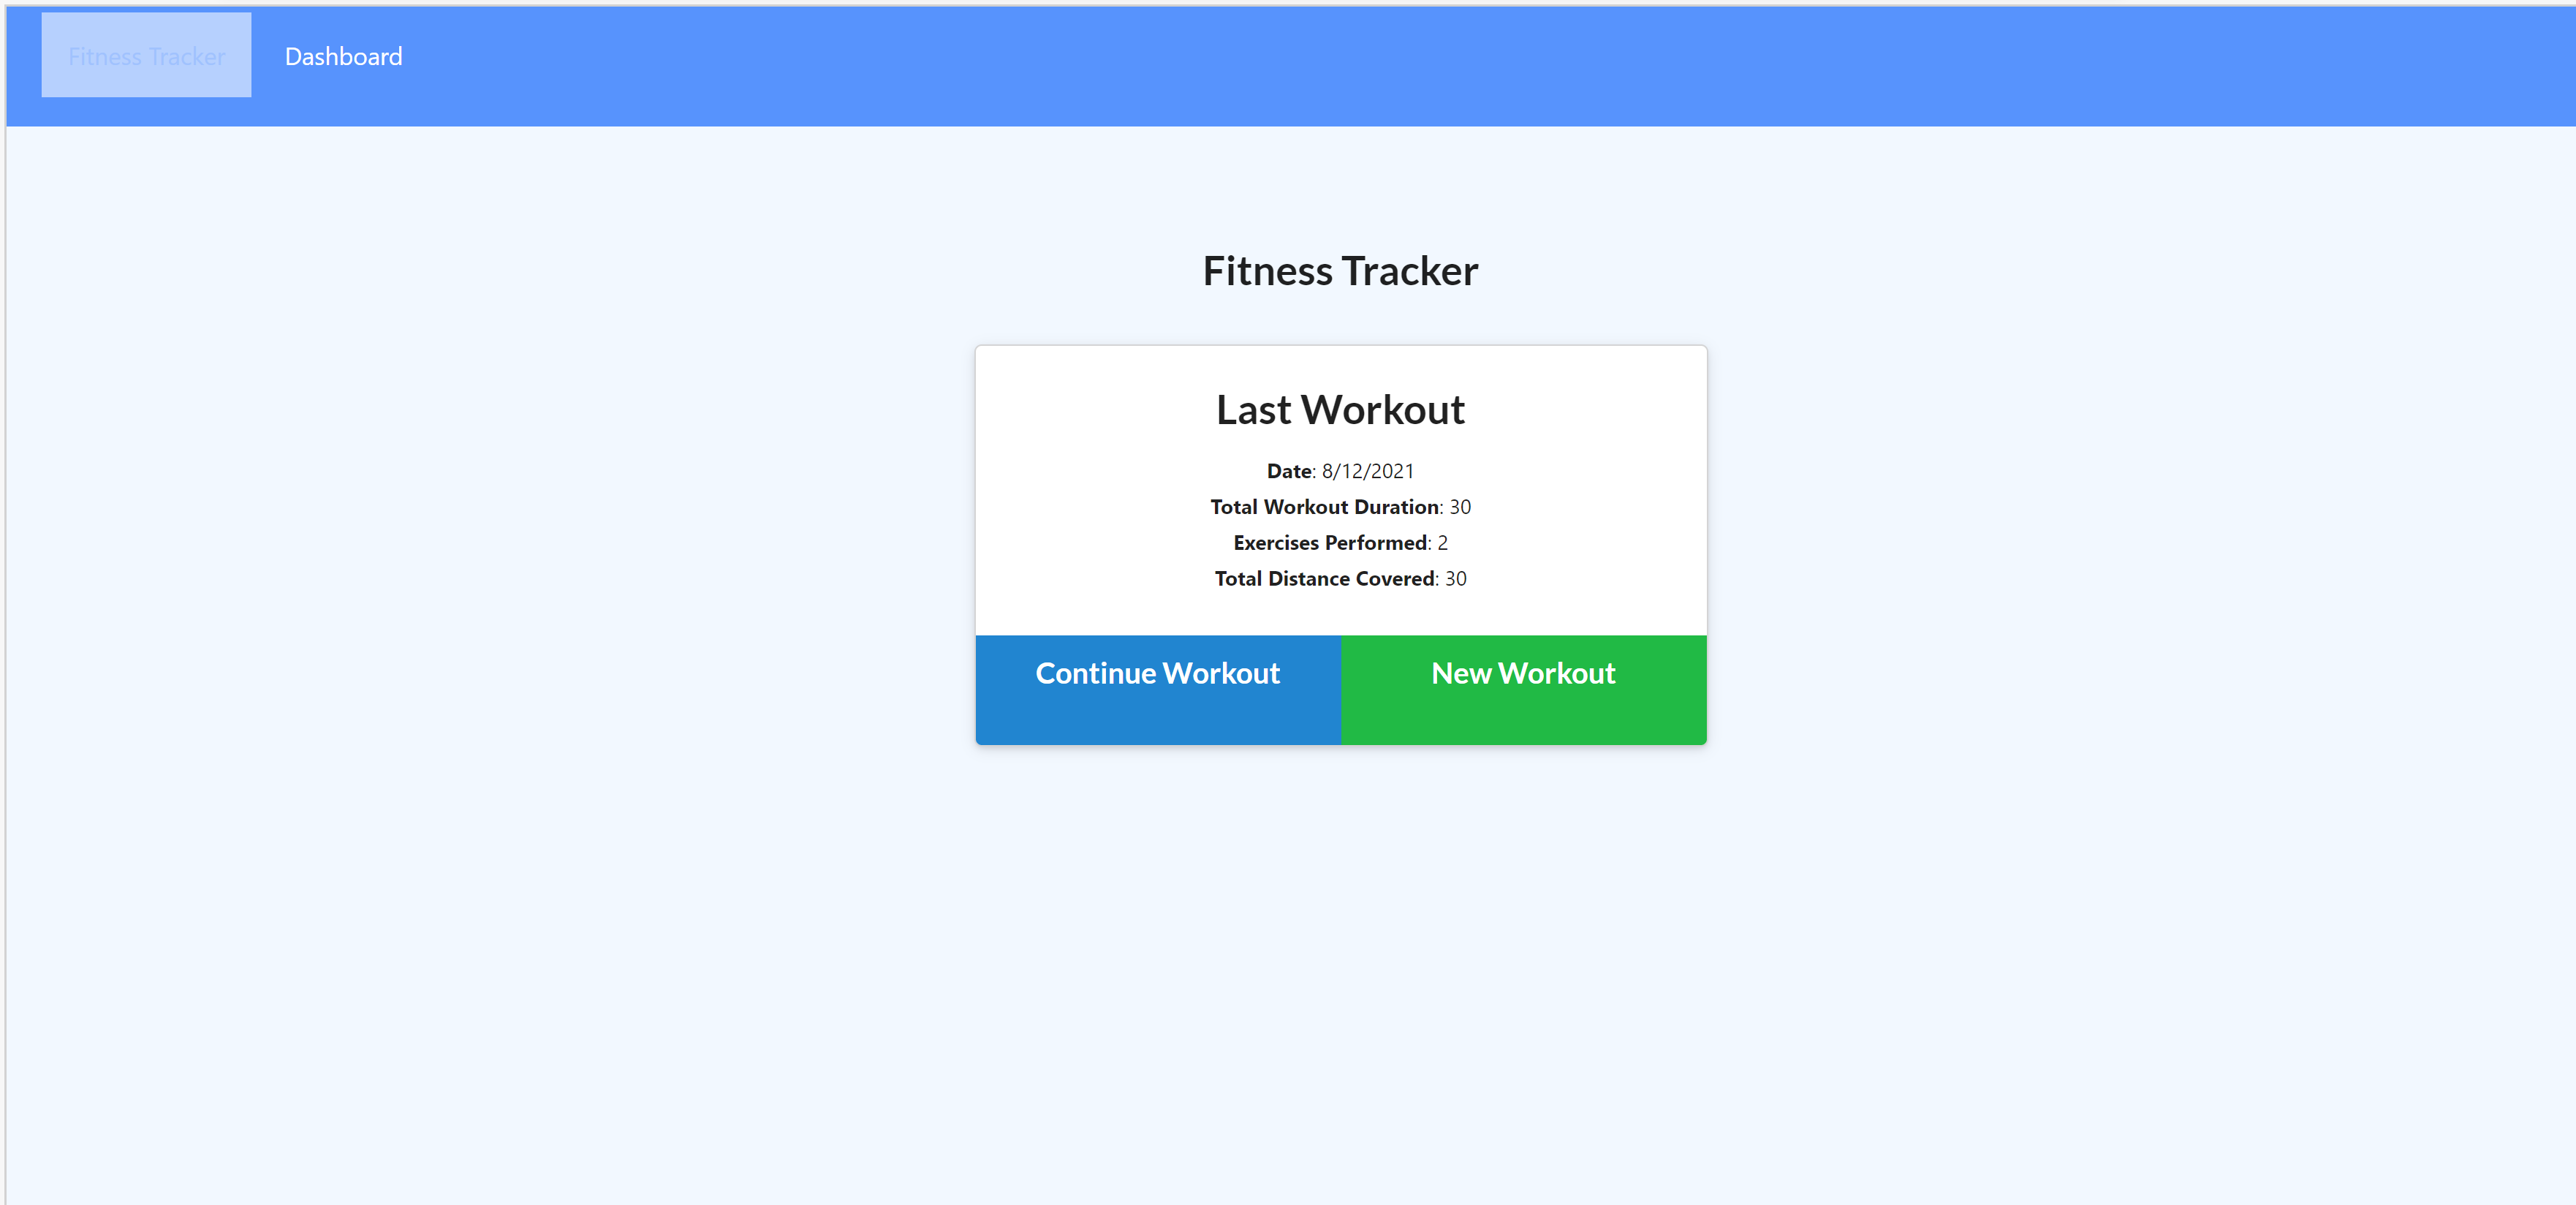 Fitness Tracker Dashboard
Fitness Tracker
Last Workout
Date: 8/12/2021
Total Workout Duration: 30
Exercises Performed: 2
Total Distance Covered: 30
Continue Workout New Workout